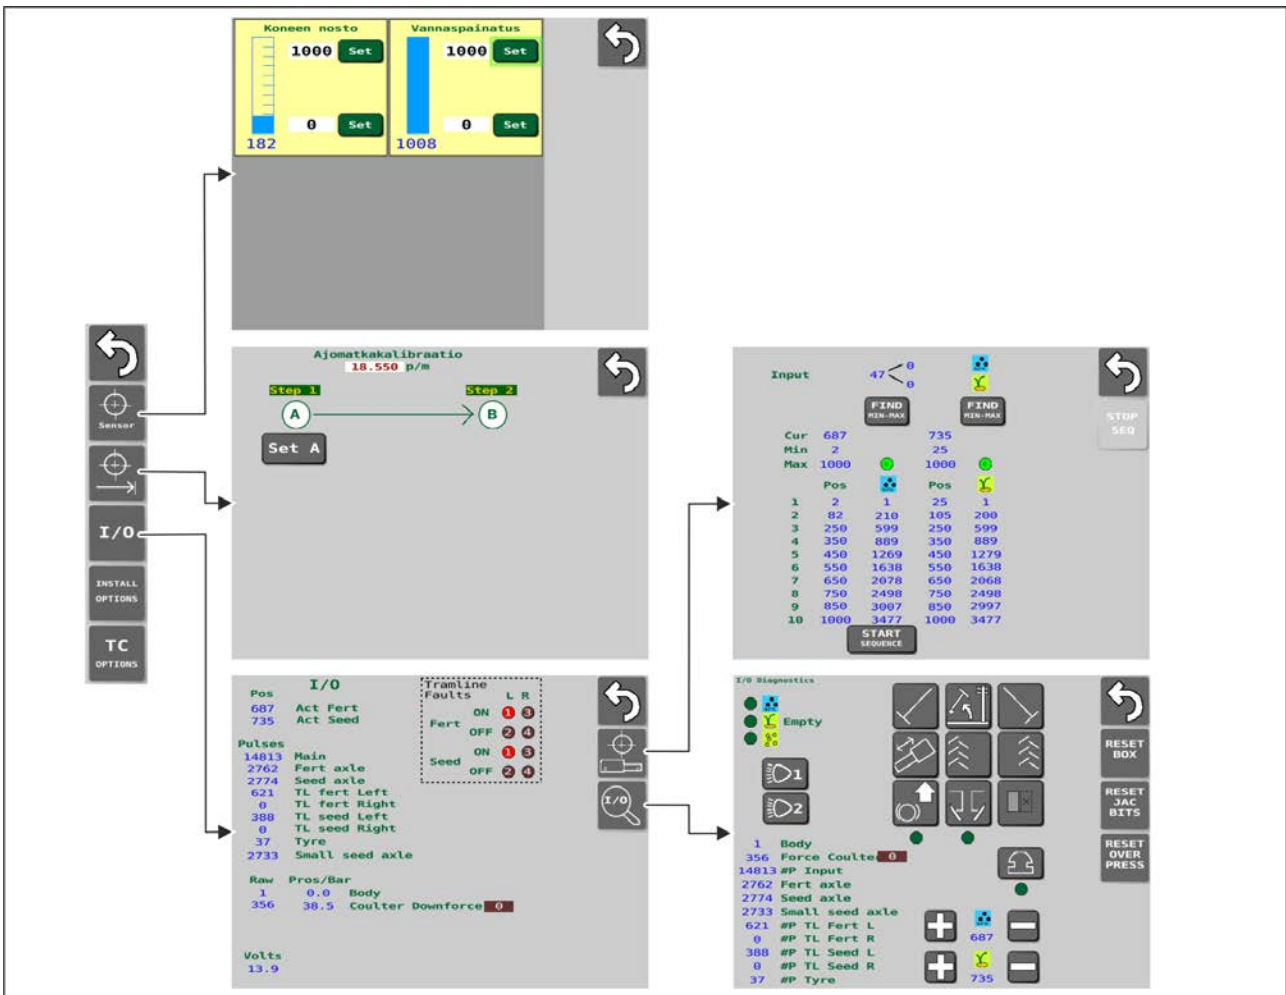 Koneen nosto
1000 Set
0 Set
182
Vannaspainatus
1000 Set
0 Set
1008
Sensor
I/O
INSTALL
OPTIONS
TC
OPTIONS
Ajomatkakalibraatio
18.550 p/m
Step 1 Step 2
A B
Set A
Input 47 0
0
FIND
MIN-MAX
FIND
MIN-MAX
STOP
SEQ
Cur 687 735
Min 2 25
Max 1000 1000
Pos Pos
1 2 1 25 1
2 82 210 105 200
3 250 599 250 599
4 350 889 350 889
5 450 1269 450 1279
6 550 1638 550 1638
7 650 2078 650 2068
8 750 2498 750 2498
9 850 3007 850 2997
10 1000 3477 1000 3477
START
SEQUENCE
I/O
Pos
687 Act Fert
735 Act Seed
Tramline
Faults L R
Fert ON 1 3
OFF 2 4
Seed ON 1 3
OFF 2 4
Pulses
14813 Main
2762 Fert axle
2774 Seed axle
621 TL fert Left
0 TL fert Right
388 TL seed Left
0 TL seed Right
37 Tyre
2733 Small seed axle
Raw Pros/Bar
1 0.0 Body
356 38.5 Coulter Downforce 0
Volts
13.9
I/O
I/O Diagnostics
Empty
1
2
RESET
BOX
RESET
JAC
BITS
RESET
OVER
PRESS
1 Body
356 Force Coulte 0
14813 #P Input
2762 Fert axle
2774 Seed axle
2733 Small seed axle
621 #P TL Fert L
0 #P TL Fert R
388 #P TL Seed L
0 #P TL Seed R
37 #P Tyre
687
735